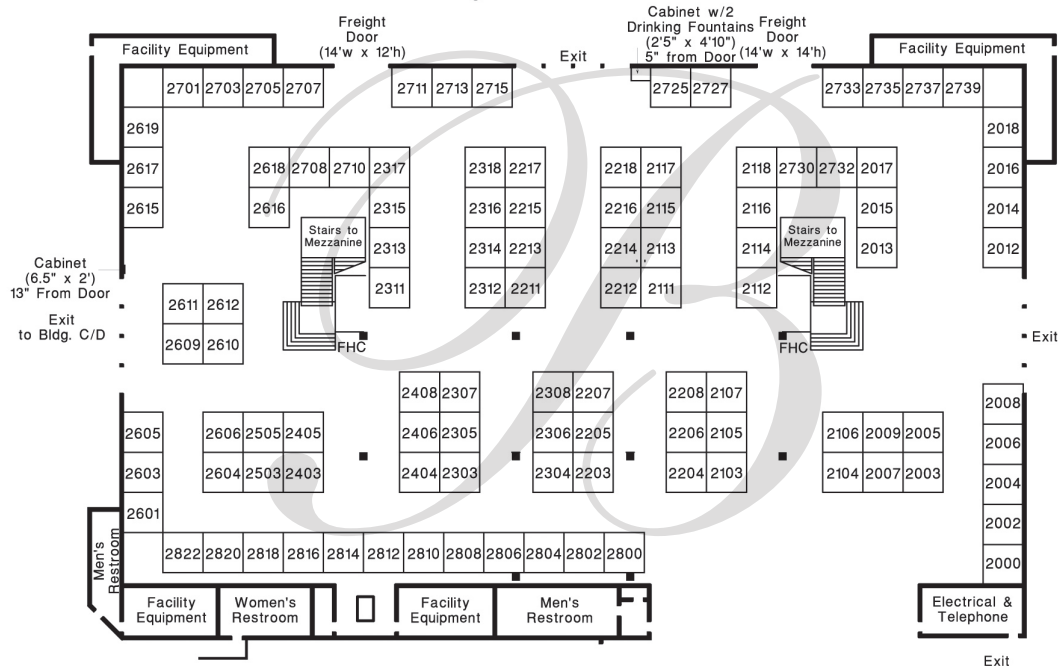 Freight
Door
(14'w x 12'h)
Cabinet w/2
Drinking Fountains
(2'5" x 4'10")
5" from Door
Freight
Door
(14'w x 14'h)
Exit
Facility Equipment
Facility Equipment
2701 2703 2705 2707
2711 2713 2715
2725 2727
2733 2735 2737 2739
2619
2018
2617
2618 2708 2710 2317
2318 2217
2218 2117
2118 2730 2732 2017
2016
2615
2616
2315
2316 2215
2216 2115
2116
2015
2014
Stairs to
Mezzanine
Stairs to
Mezzanine
2313
2314 2213
2214 2113
2114
2013
2012
Cabinet
(6.5" x 2')
13" From Door
2311
2312 2211
2212 2111
2112
2611 2612
Exit
to Bldg. C/D
2609 2610
FHC
FHC
Exit
2408 2307
2308 2207
2208 2107
2008
2605
2606 2505 2405
2406 2305
2306 2205
2206 2105
2106 2009 2005
2006
2603
2604 2503 2403
2404 2303
2304 2203
2204 2103
2104 2007 2003
2004
2601
2002
Men's
Restroom
2822 2820 2818 2816 2814 2812 2810 2808 2806 2804 2802 2800
2000
Facility
Equipment
Women's
Restroom
Facility
Equipment
Men's
Restroom
Electrical &
Telephone
Exit
B